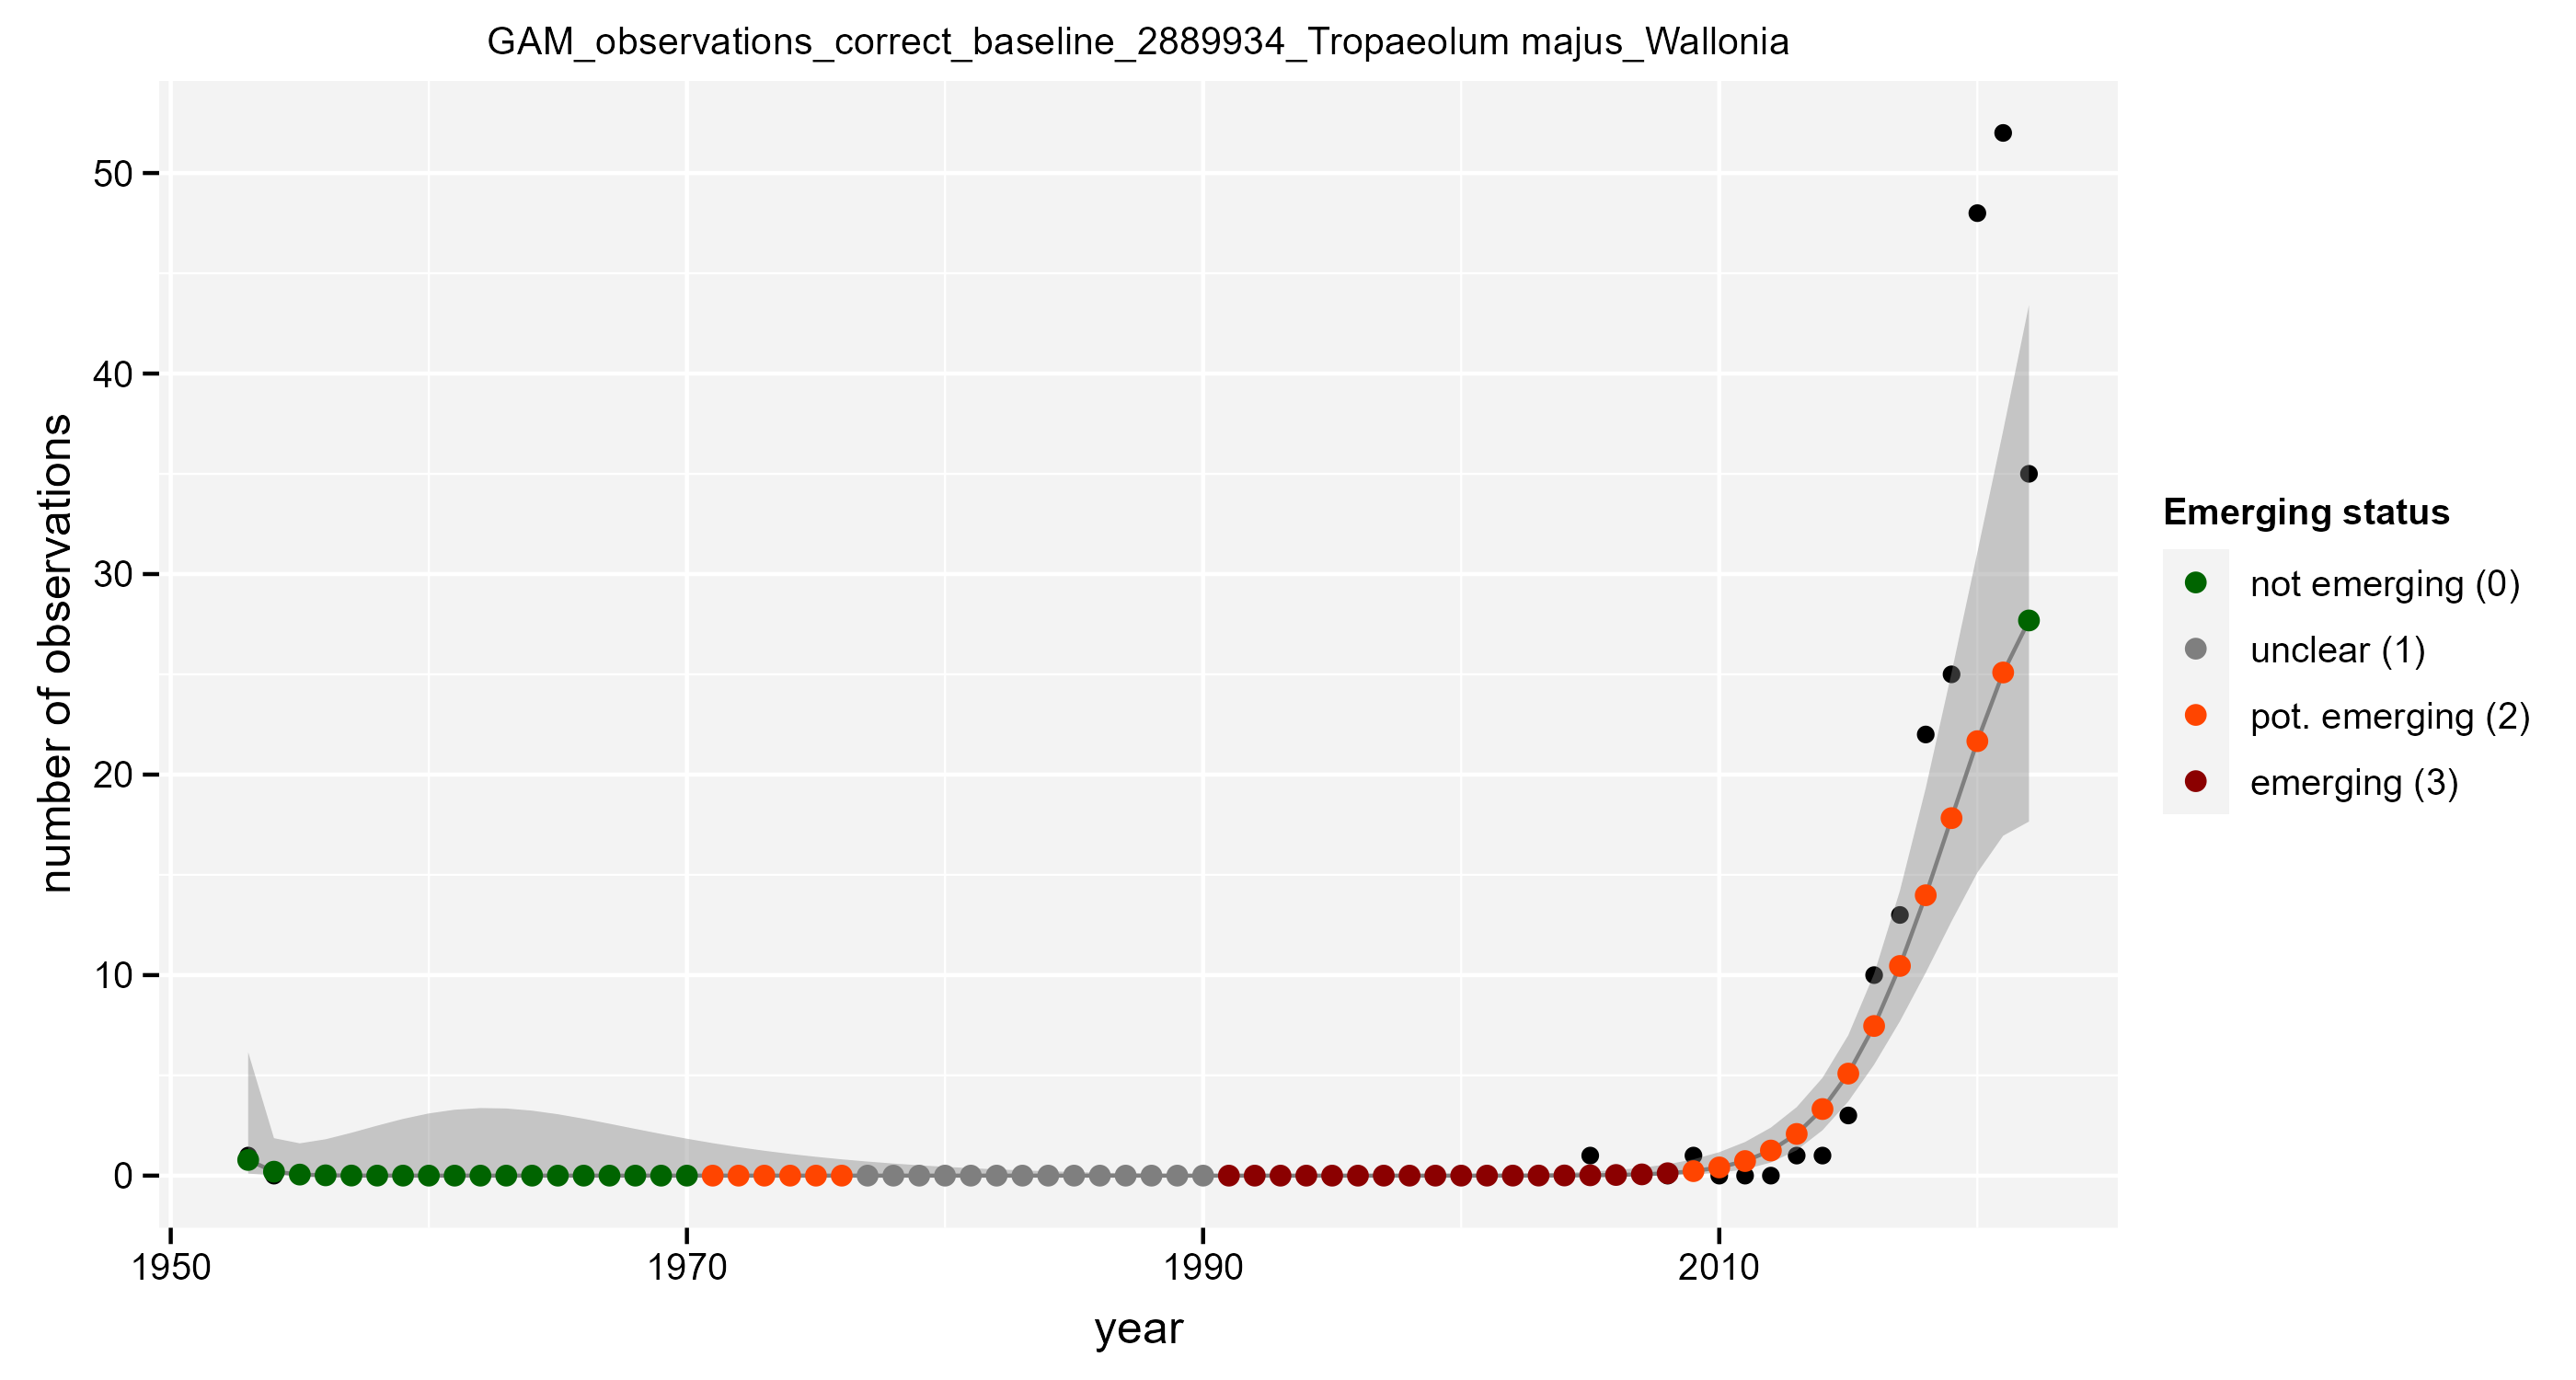 GAM_observations_correct_baseline_2889934_Tropaeolum majus_Wallonia
number of observations
50
40
30
20
10
0
1950
1970
1990
2010
year
Emerging status
not emerging (0)
unclear (1)
pot. emerging (2)
emerging (3)